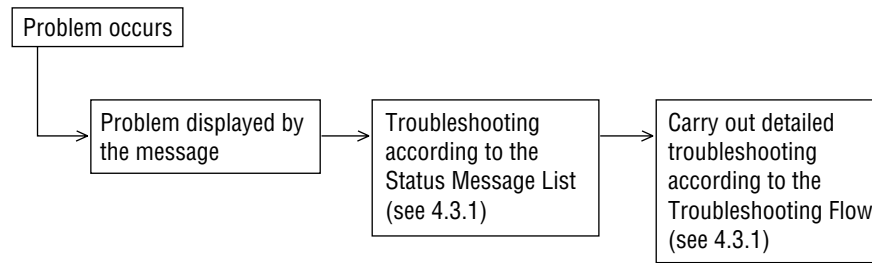 Problem occurs
Problem displayed by
the message
Troubleshooting
according to the
Status Message List
(see 4.3.1)
Carry out detailed
troubleshooting
according to the
Troubleshooting Flow
(see 4.3.1)